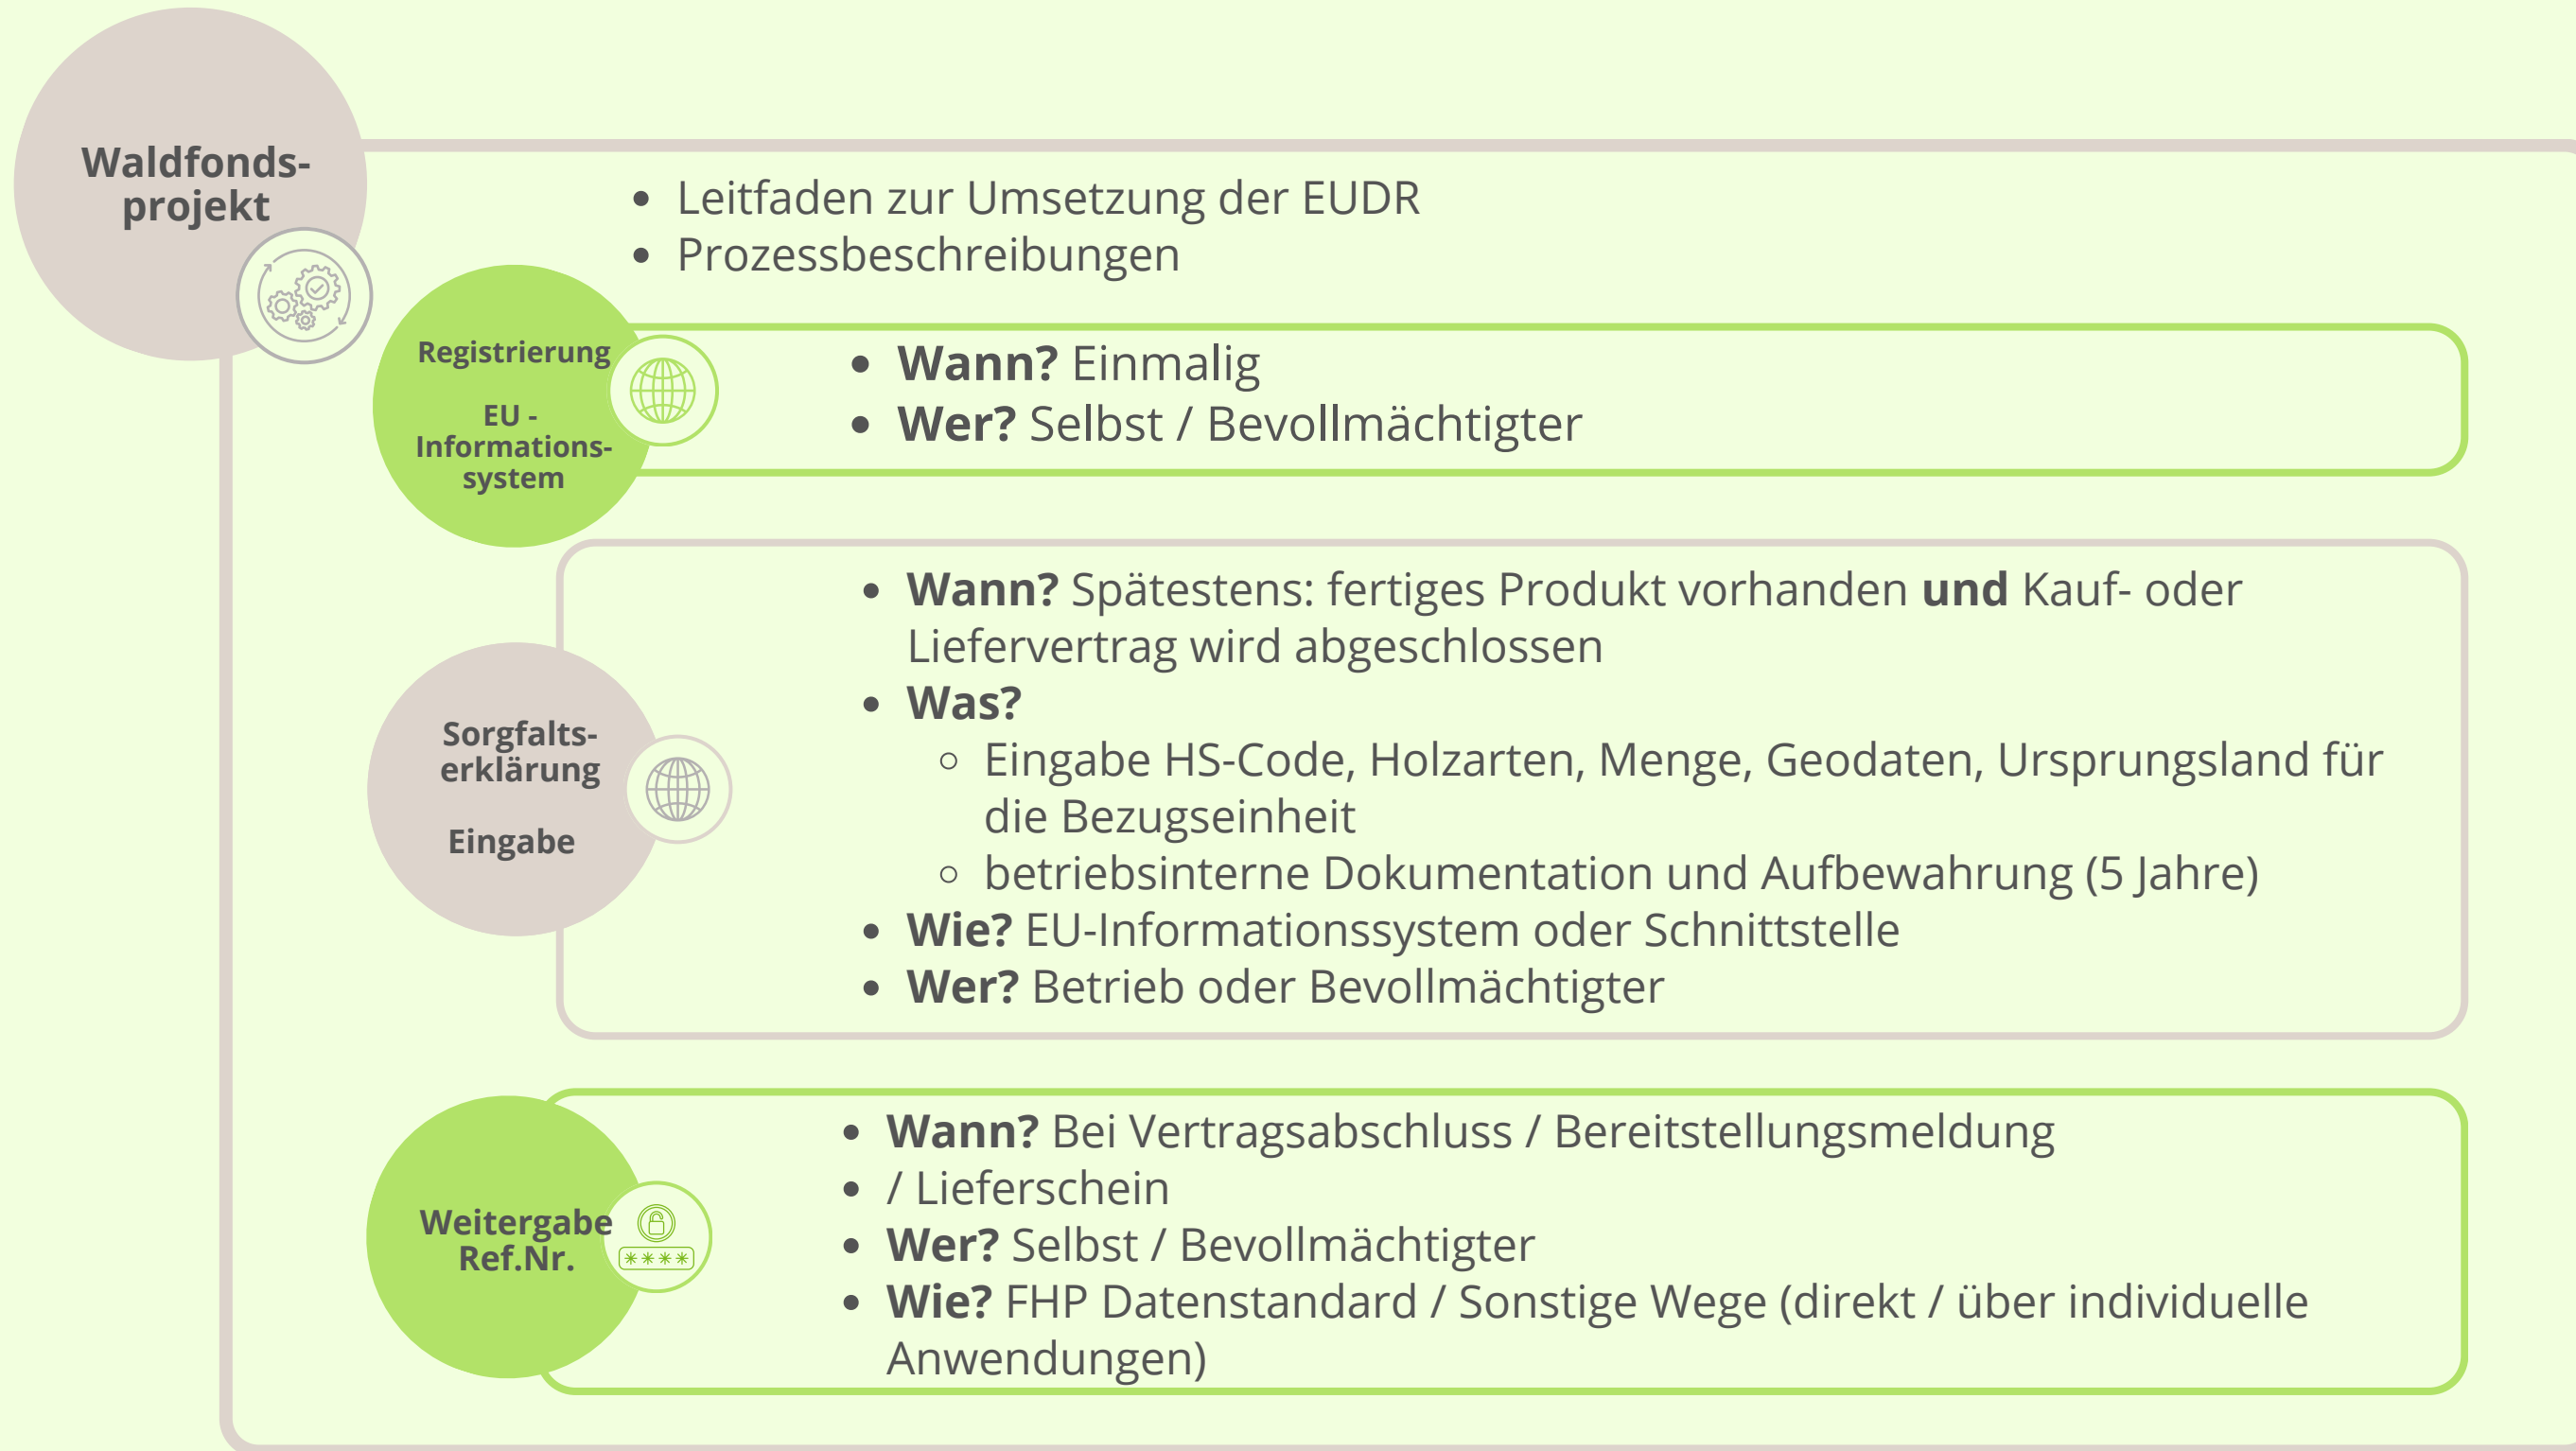 Waldfonds-
projekt
• Leitfaden zur Umsetzung der EUDR
• Prozessbeschreibungen
Registrierung
EU -
Informations-
system
• Wann? Einmalig
• Wer? Selbst / Bevollmächtigter
Sorgfalts-
erklärung
Eingabe
• Wann? Spätestens: fertiges Produkt vorhanden und Kauf- oder
Liefervertrag wird abgeschlossen
• Was?
◦ Eingabe HS-Code, Holzarten, Menge, Geodaten, Ursprungsland für
die Bezugseinheit
◦ betriebsinterne Dokumentation und Aufbewahrung (5 Jahre)
• Wie? EU-Informationssystem oder Schnittstelle
• Wer? Betrieb oder Bevollmächtigter
Weitergabe
Ref.Nr.
****
• Wann? Bei Vertragsabschluss / Bereitstellungsmeldung
• / Lieferschein
• Wer? Selbst / Bevollmächtigter
• Wie? FHP Datenstandard / Sonstige Wege (direkt / über individuelle
Anwendungen)